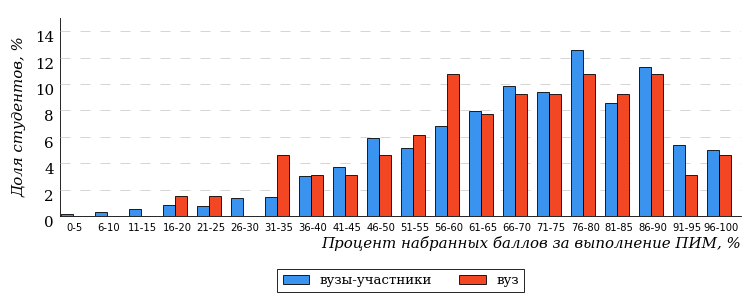 Доля студентов, %
14
12
10
8
6
4
2
0
0-5 6-10 11-15 16-20 21-25 26-30 31-35 36-40 41-45 46-50 51-55 56-60 61-65 66-70 71-75 76-80 81-85 86-90 91-95 96-100
Процент набранных баллов за выполнение ПИМ, %
вузы-участники вуз